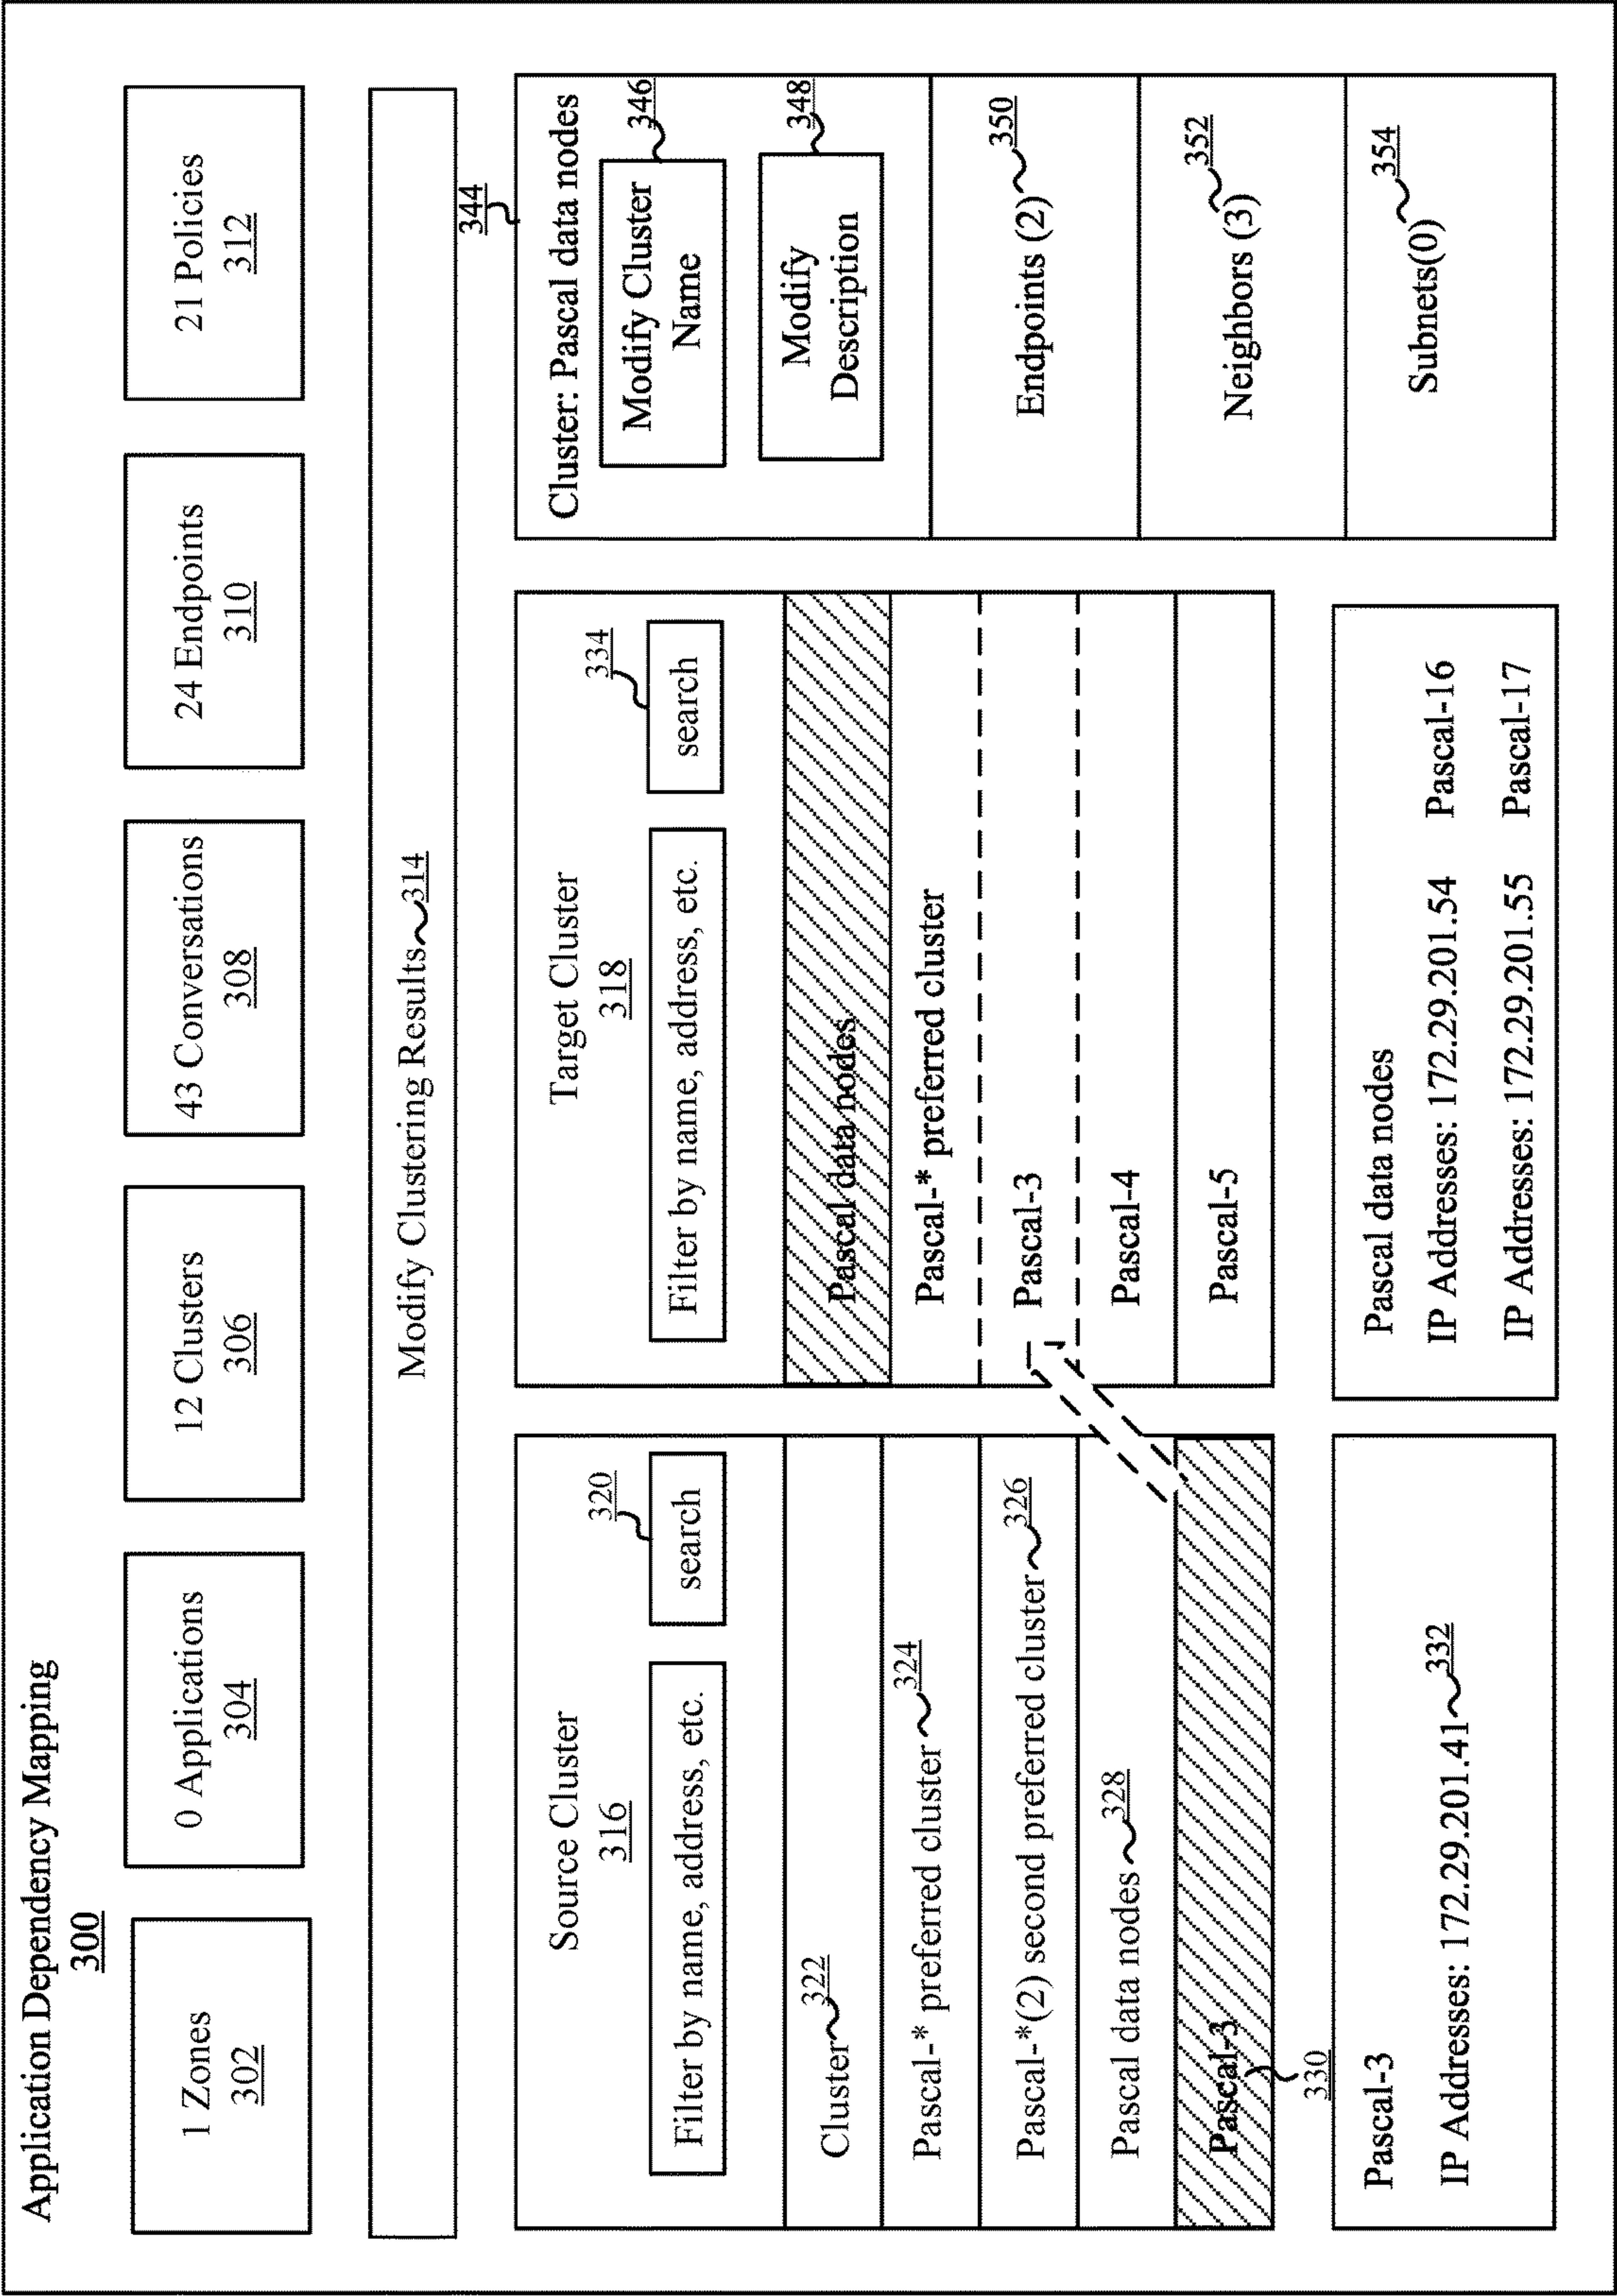 Application Dependency Mapping
300
1 Zones
302
0 Applications
304
12 Clusters
306
43 Conversations
308
24 Endpoints
310
21 Policies
312
Modify Clustering Results 314
Source Cluster
316
320
Filter by name, address, etc.
search
Cluster 322
Pascal-* preferred cluster 324
Pascal-*(2) second preferred cluster 326
Pascal data nodes 328
Pascal-3
330
Pascal-3
IP Addresses: 172.29.201.41 332
Target Cluster
318
334
Filter by name, address, etc.
search
Pascal data nodes
Pascal-* preferred cluster
Pascal-3
Pascal-4
Pascal-5
Pascal data nodes
IP Addresses: 172.29.201.54 Pascal-16
IP Addresses: 172.29.201.55 Pascal-17
344
Cluster: Pascal data nodes
Modify Cluster
Name
346
Modify
Description
348
Endpoints (2) 350
Neighbors (3) 352
Subnets(0) 354